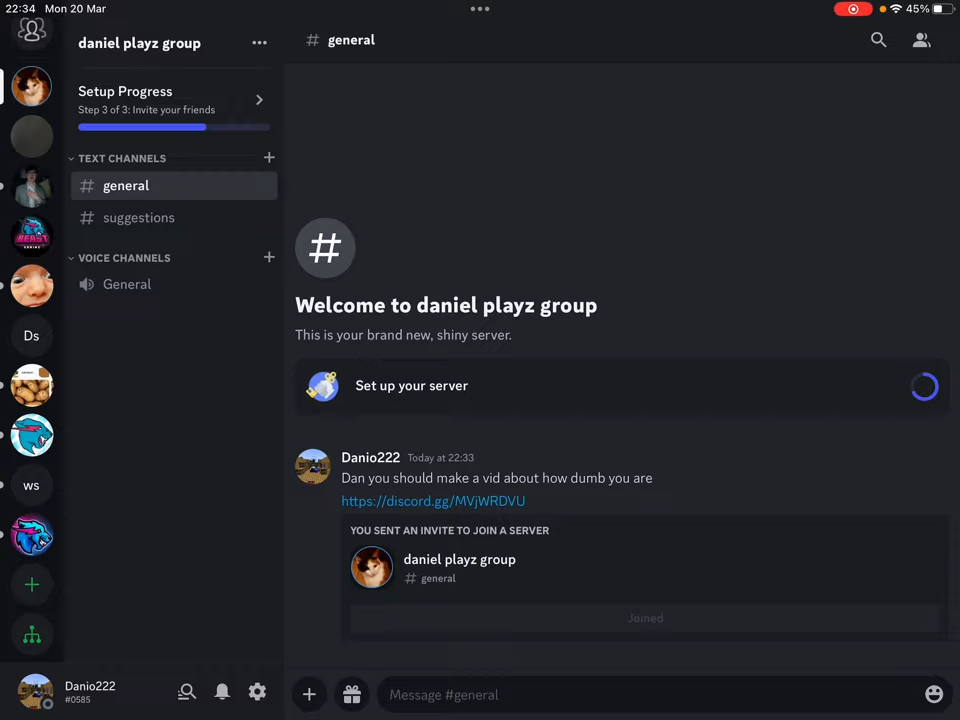 22:34 Mon 20 Mar
45%
daniel playz group
# general
Setup Progress
Step 3 of 3: Invite your friends
TEXT CHANNELS
general
suggestions
VOICE CHANNELS
General
BEAST
GAMING
Ds
ws
Welcome to daniel playz group
This is your brand new, shiny server.
Set up your server
Danio222 Today at 22:33
Dan you should make a vid about how dumb you are
https://discord.gg/MVjWRDVU
YOU SENT AN INVITE TO JOIN A SERVER
daniel playz group
# general
Joined
Danio222
#0585
Message #general